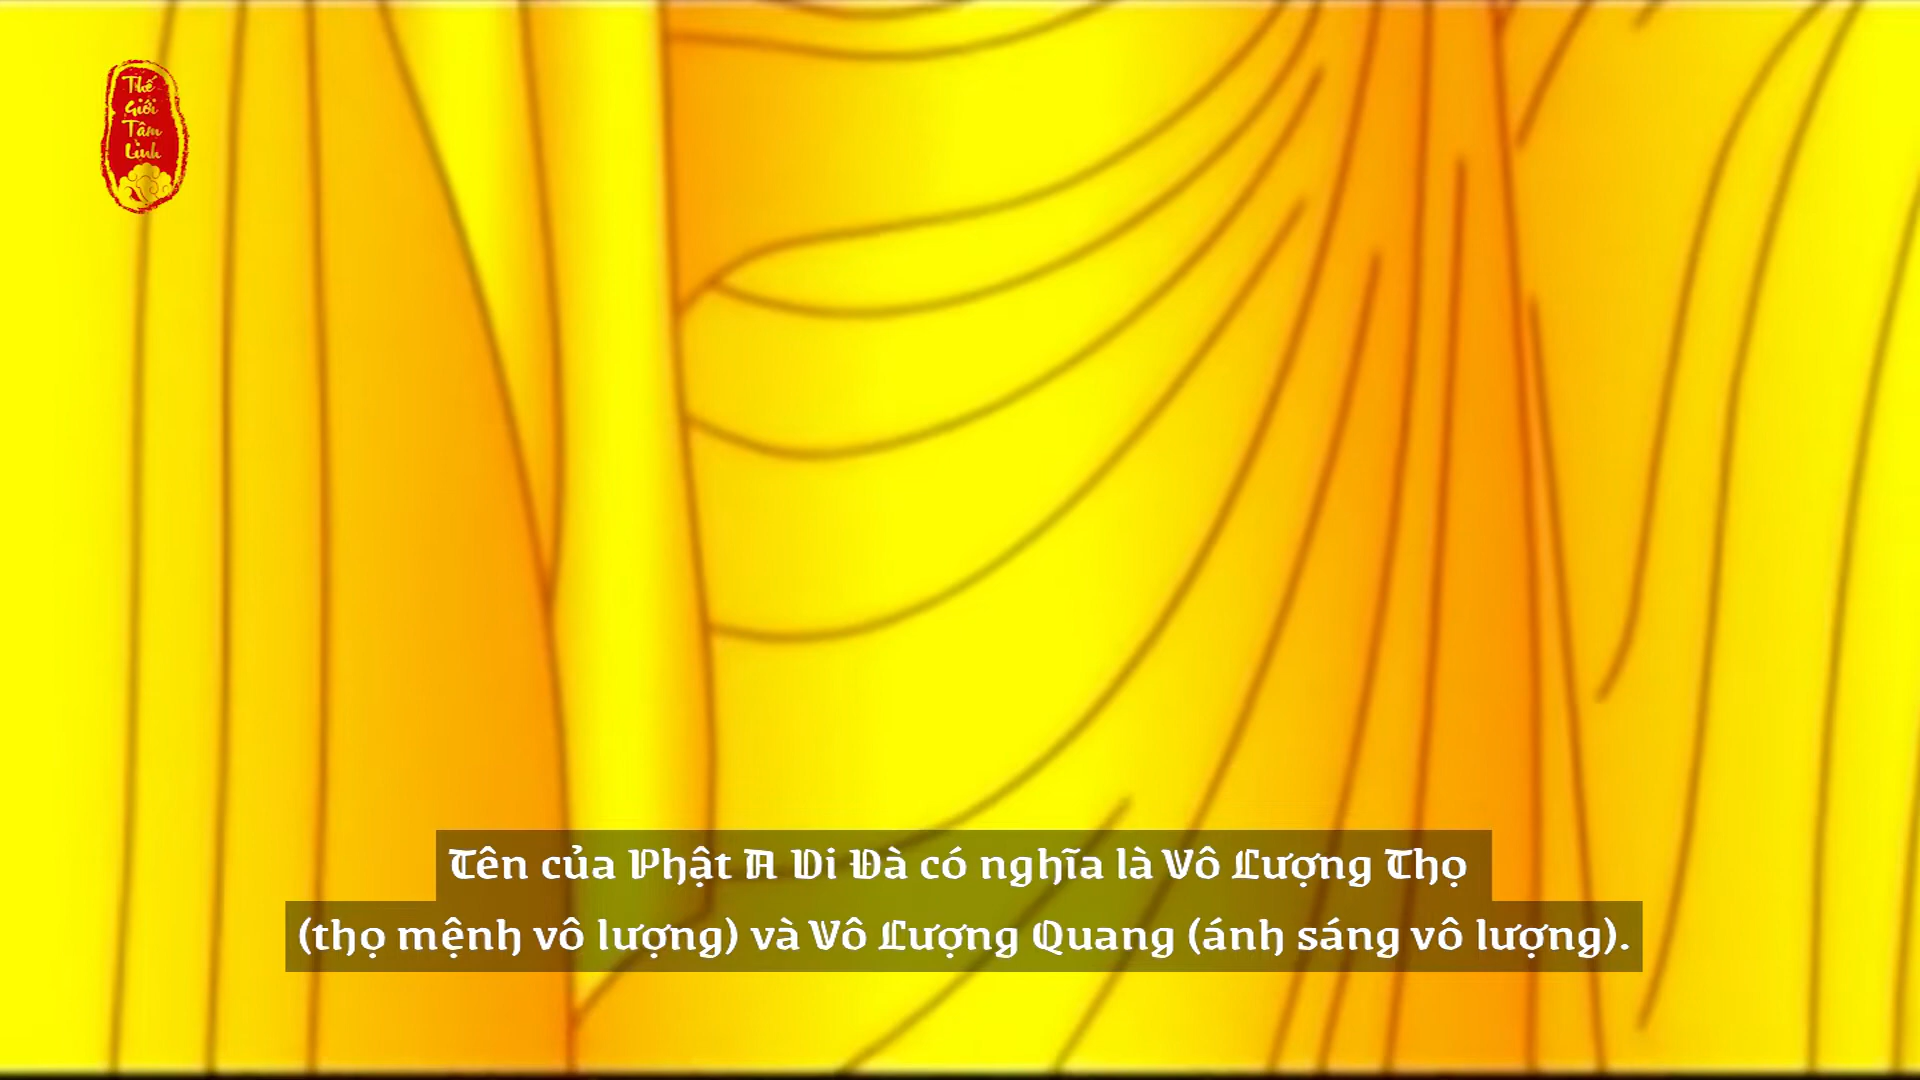 Thế
Giới
Tâm
Linh
Tên của Phật A Di Đà có nghĩa là Vô Lượng Thọ
(thọ mệnh vô lượng) và Vô Lượng Quang (ánh sáng vô lượng).